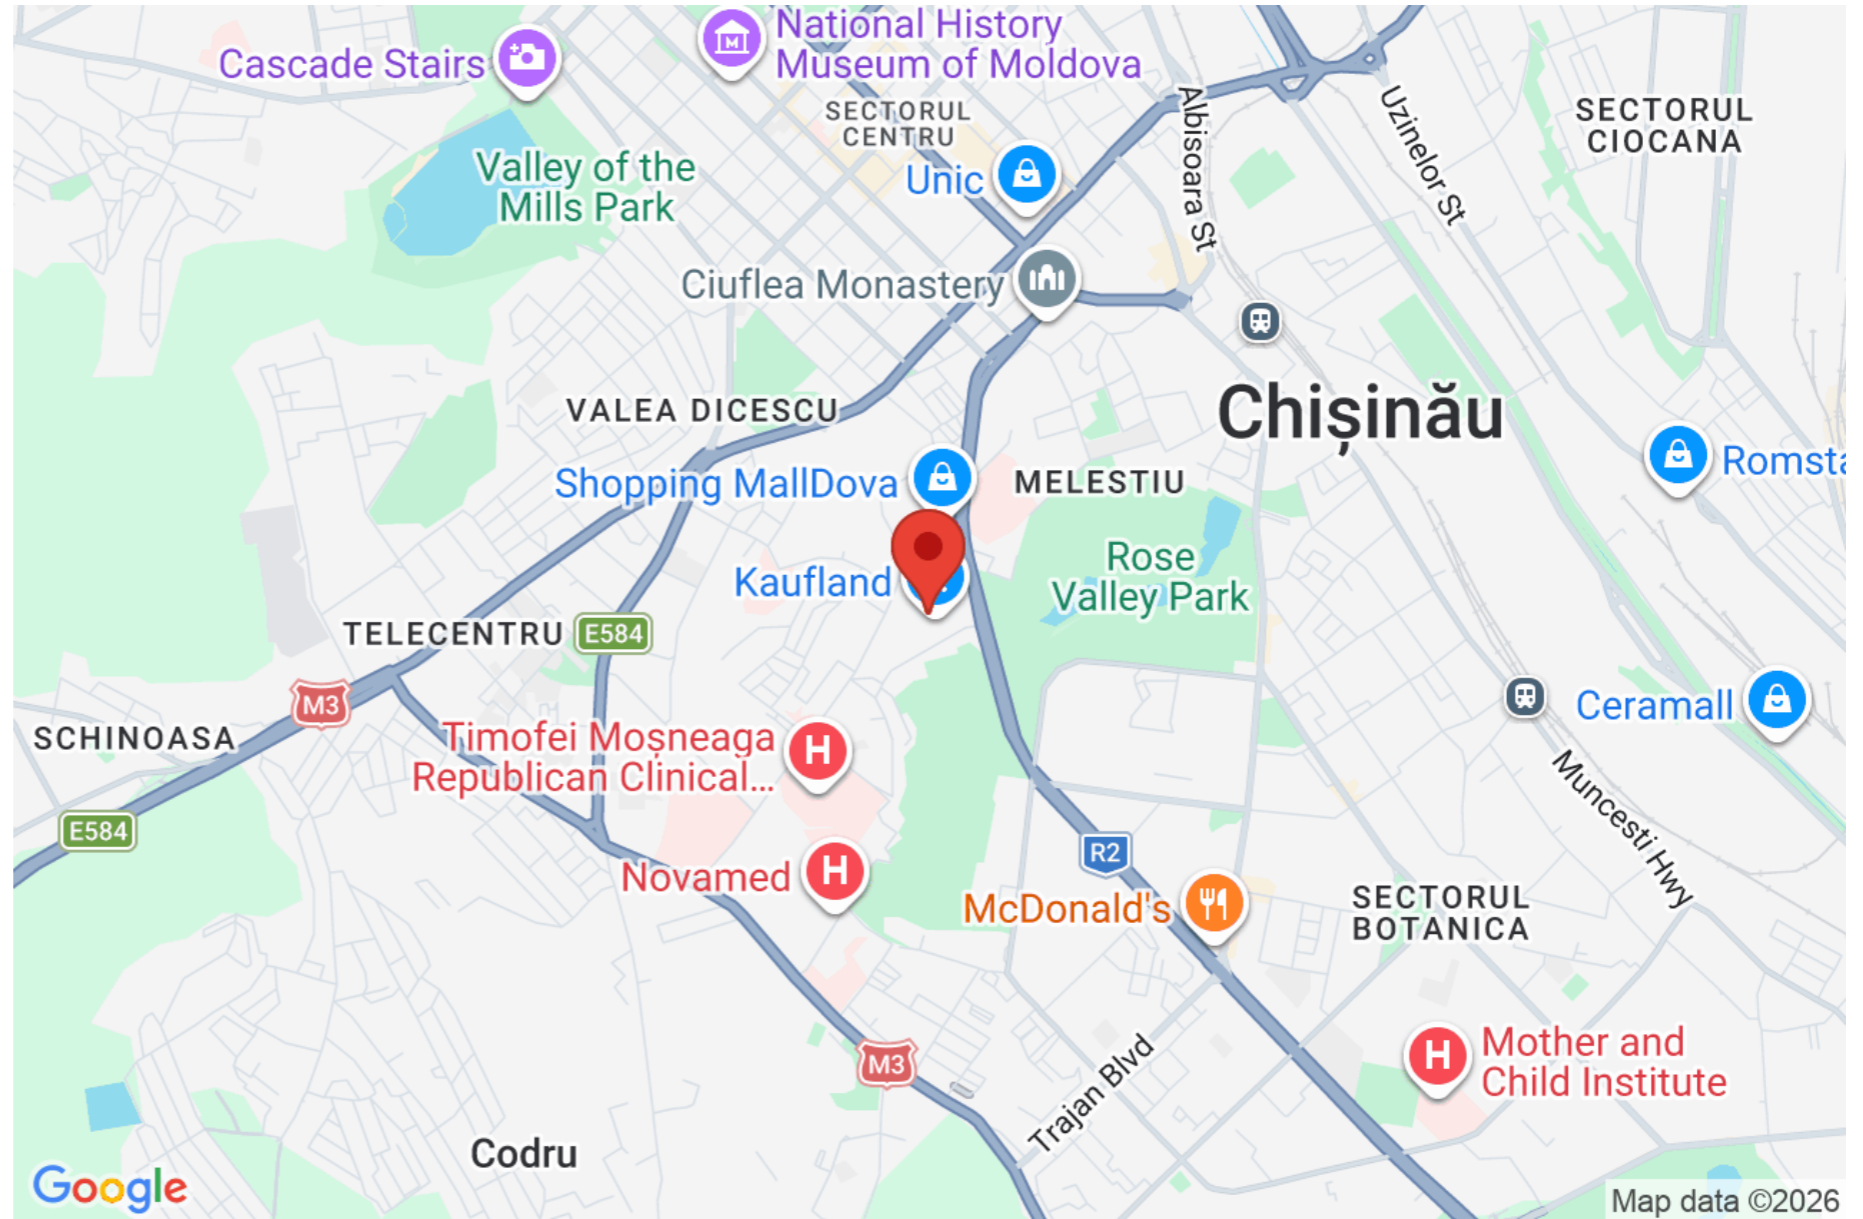 National History
Museum of Moldova
Cascade Stairs
SECTORUL
CENTRU
SECTORUL
CIOCANA
Albisoara St
Uzinelor St
Valley of the
Mills Park
Unic
Ciuflea Monastery
Chișinău
VALEA DICESCU
Shopping MallDova
MELESTIU
Romsta
Rose
Valley Park
Kaufland
TELECENTRU
E584
M3
SCHINOASA
Timofei Moșneaga
Republican Clinical...
Ceramall
Muncesti Hwy
E584
R2
Novamed
McDonald's
SECTORUL
BOTANICA
Mother and
Child Institute
M3
Trajan Blvd
Codru
Google
Map data ©2026